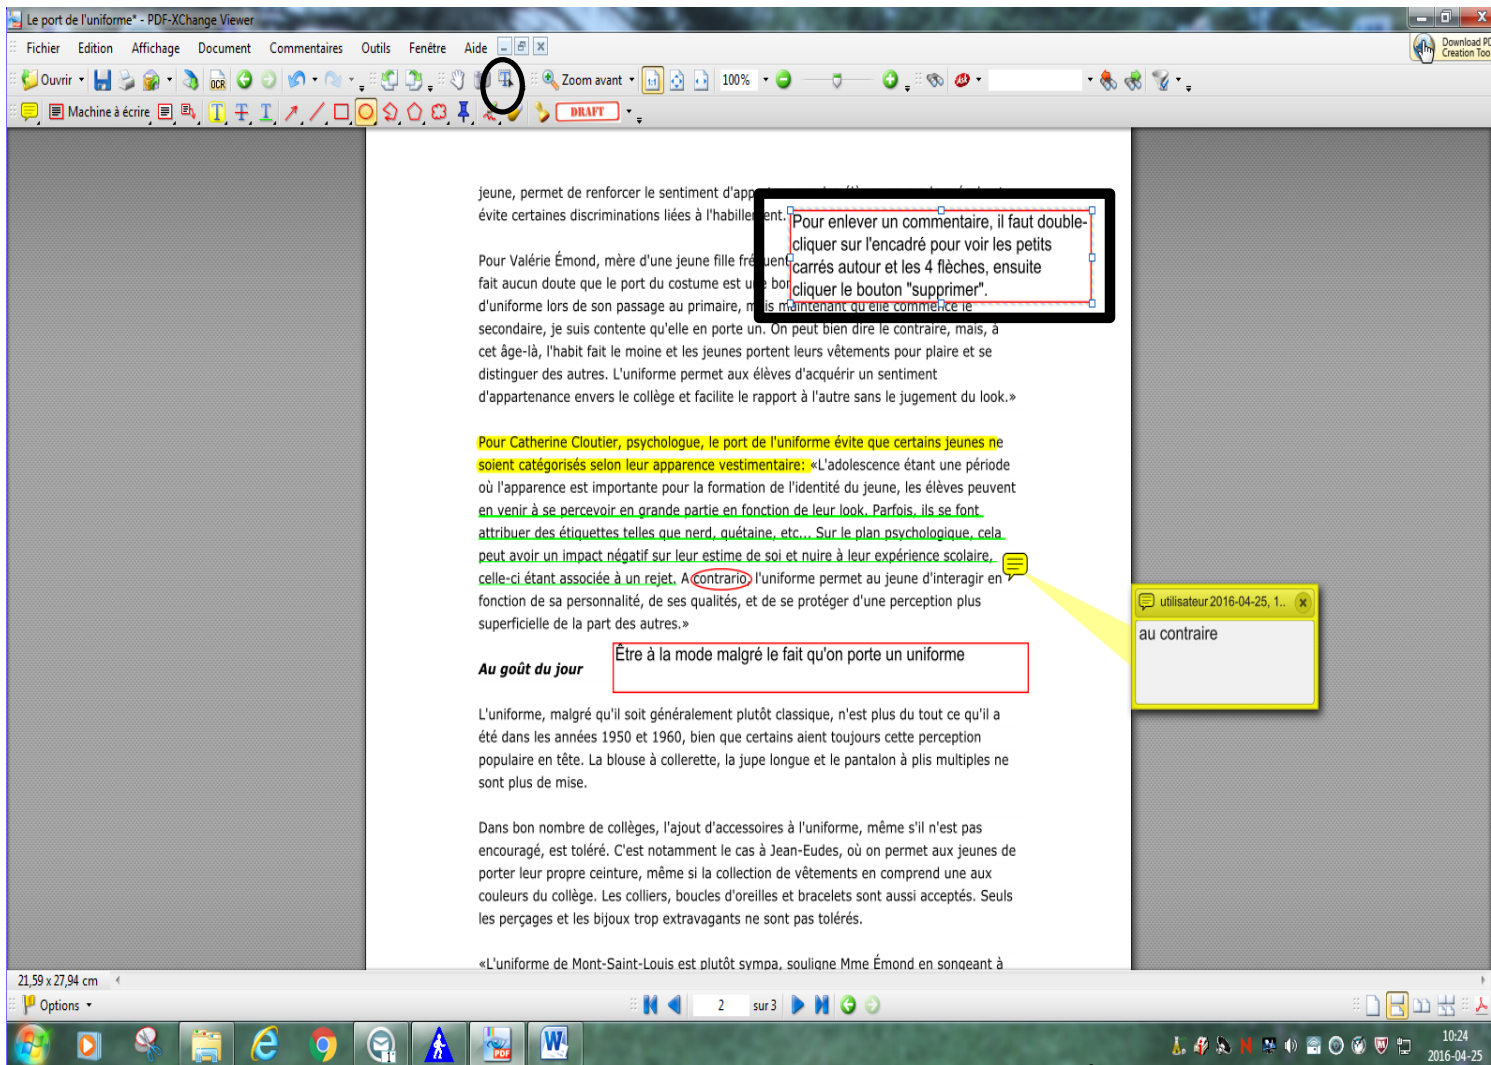 Le port de l'uniforme* - PDF-XChange Viewer
Fichier Edition Affichage Document Commentaires Outils Fenêtre Aide
Download PD
Creation Too
Ouvrir OCR Zoom avant 1:1 100%
Machine à écrire T T T DRAFT
jeune, permet de renforcer le sentiment
évite certaines discriminations liées à l'habillement.
Pour enlever un commentaire, il faut double-
cliquer sur l'encadré pour voir les petits
carrés autour et les 4 flèches, ensuite
cliquer le bouton "supprimer".
Pour Valérie Émond, mère d'une jeune fille
fait aucun doute que le port du costume est une
d'uniforme lors de son passage au primaire, mais maintenant qu'elle commence le
secondaire, je suis contente qu'elle en porte un. On peut bien dire le contraire, mais, à
cet âge-là, l'habit fait le moine et les jeunes portent leurs vêtements pour plaire et se
distinguer des autres. L'uniforme permet aux élèves d'acquérir un sentiment
d'appartenance envers le collège et facilite le rapport à l'autre sans le jugement du look.»
Pour Catherine Cloutier, psychologue, le port de l'uniforme évite que certains jeunes ne
soient catégorisés selon leur apparence vestimentaire: «L'adolescence étant une période
où l'apparence est importante pour la formation de l'identité du jeune, les élèves peuvent
en venir à se percevoir en grande partie en fonction de leur look. Parfois, ils se font
attribuer des étiquettes telles que nerd, quétaine, etc... Sur le plan psychologique, cela
peut avoir un impact négatif sur leur estime de soi et nuire à leur expérience scolaire,
celle-ci étant associée à un rejet. A contrario, l'uniforme permet au jeune d'interagir en
fonction de sa personnalité, de ses qualités, et de se protéger d'une perception plus
superficielle de la part des autres.»
utilisateur 2016-04-25, 1..
au contraire
Être à la mode malgré le fait qu'on porte un uniforme
Au goût du jour
L'uniforme, malgré qu'il soit généralement plutôt classique, n'est plus du tout ce qu'il a
été dans les années 1950 et 1960, bien que certains aient toujours cette perception
populaire en tête. La blouse à collerette, la jupe longue et le pantalon à plis multiples ne
sont plus de mise.
Dans bon nombre de collèges, l'ajout d'accessoires à l'uniforme, même s'il n'est pas
encouragé, est toléré. C'est notamment le cas à Jean-Eudes, où on permet aux jeunes de
porter leur propre ceinture, même si la collection de vêtements en comprend une aux
couleurs du collège. Les colliers, boucles d'oreilles et bracelets sont aussi acceptés. Seuls
les perçages et les bijoux trop extravagants ne sont pas tolérés.
«L'uniforme de Mont-Saint-Louis est plutôt sympa, souligne Mme Émond en songeant à
21,59 x 27,94 cm
Options 2 sur 3
10:24
2016-04-25